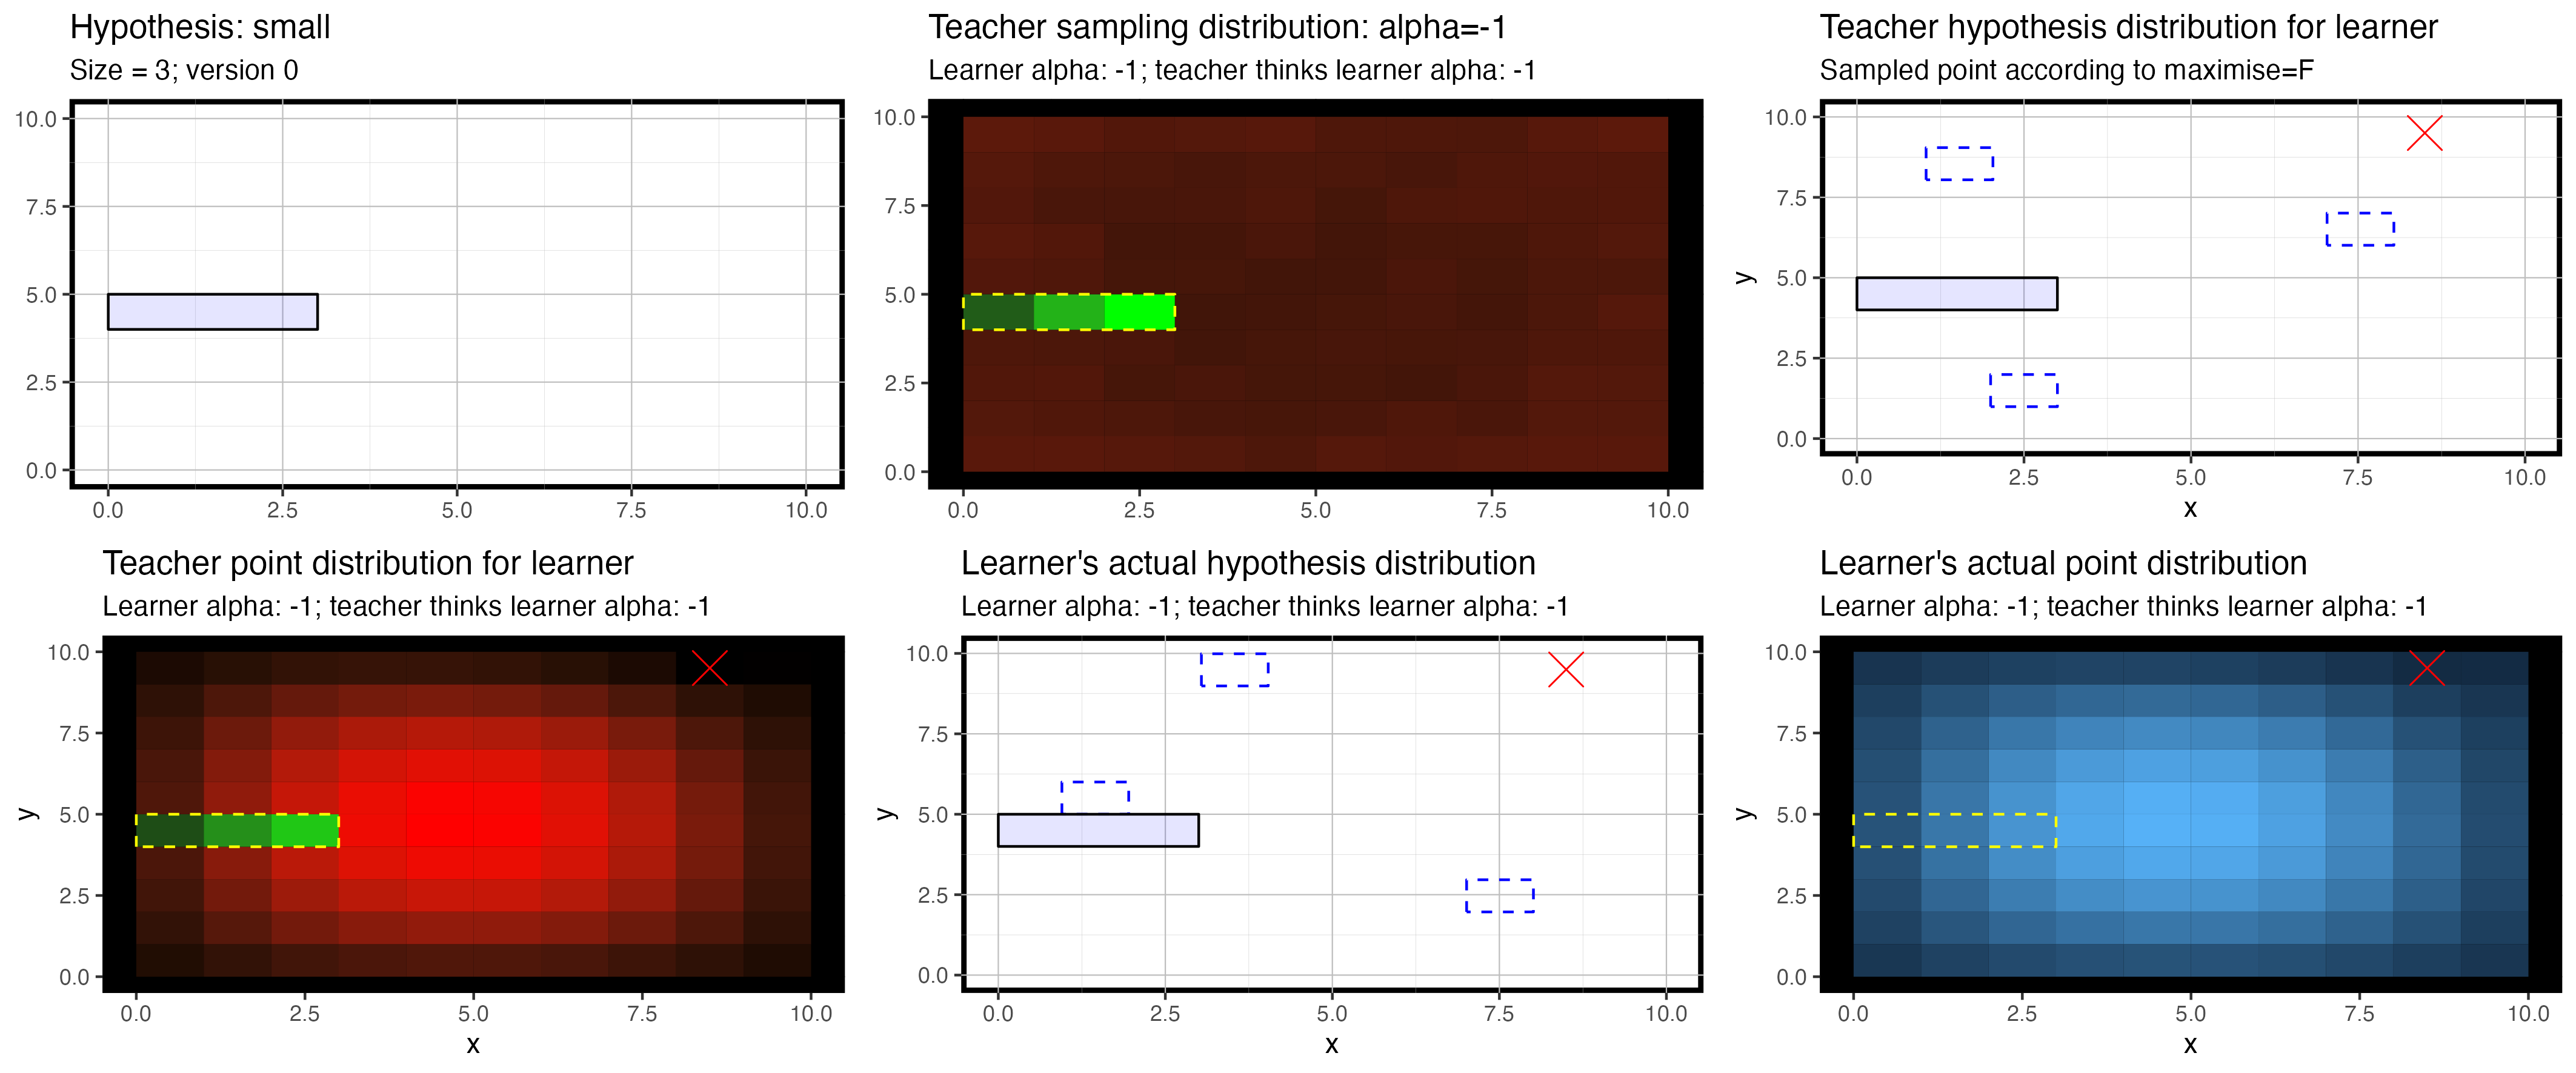 Hypothesis: small
Size = 3; version 0
10.0
7.5
5.0
2.5
0.0
0.0 2.5 5.0 7.5 10.0
Teacher sampling distribution: alpha=-1
Learner alpha: -1; teacher thinks learner alpha: -1
10.0
7.5
5.0
2.5
0.0
0.0 2.5 5.0 7.5 10.0
Teacher hypothesis distribution for learner
Sampled point according to maximise=F
10.0
7.5
y
5.0
2.5
0.0
0.0 2.5 5.0 7.5 10.0
x
Teacher point distribution for learner
Learner alpha: -1; teacher thinks learner alpha: -1
10.0
7.5
y
5.0
2.5
0.0
0.0 2.5 5.0 7.5 10.0
x
Learner's actual hypothesis distribution
Learner alpha: -1; teacher thinks learner alpha: -1
10.0
7.5
y
5.0
2.5
0.0
0.0 2.5 5.0 7.5 10.0
x
Learner's actual point distribution
Learner alpha: -1; teacher thinks learner alpha: -1
10.0
7.5
y
5.0
2.5
0.0
0.0 2.5 5.0 7.5 10.0
x